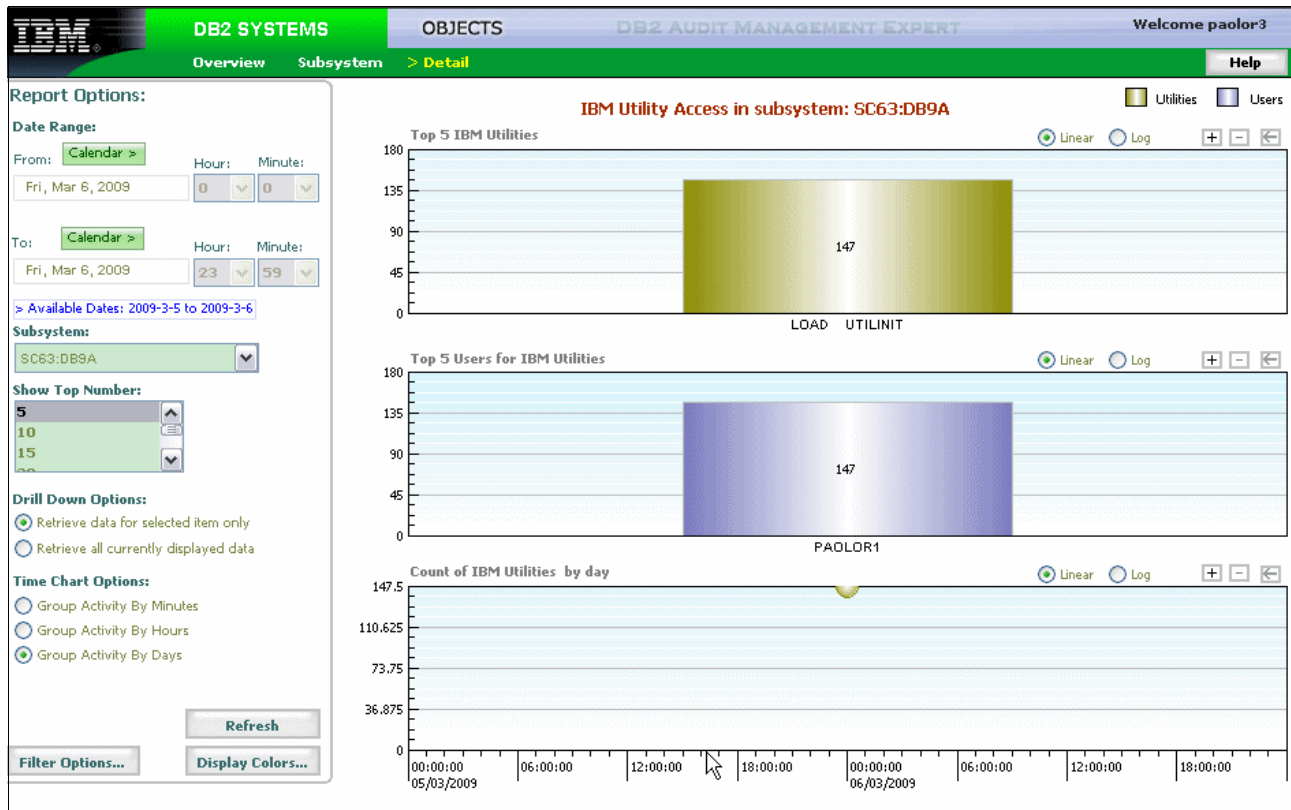 IBM
DB2 SYSTEMS
OBJECTS
DB2 AUDIT MANAGEMENT EXPERT
Welcome paolor3
Overview Subsystem > Detail
Help
Report Options:
Date Range:
From: Calendar > Hour: Minute:
Fri, Mar 6, 2009 0 0
To: Calendar > Hour: Minute:
Fri, Mar 6, 2009 23 59
> Available Dates: 2009-3-5 to 2009-3-6
Subsystem:
SC63:DB9A
Show Top Number:
5
10
15
Drill Down Options:
Retrieve data for selected item only
Retrieve all currently displayed data
Time Chart Options:
Group Activity By Minutes
Group Activity By Hours
Group Activity By Days
Refresh
Filter Options...
Display Colors...
IBM Utility Access in subsystem: SC63:DB9A
Utilities Users
Top 5 IBM Utilities
Linear Log
+ -
180
135
90
45
0
147
LOAD UTILINIT
Top 5 Users for IBM Utilities
Linear Log
+ -
180
135
90
45
0
147
PAOLOR1
Count of IBM Utilities by day
Linear Log
+ -
147.5
110.625
73.75
36.875
0
00:00:00 06:00:00 12:00:00 18:00:00 00:00:00 06:00:00 12:00:00 18:00:00
05/03/2009 06/03/2009